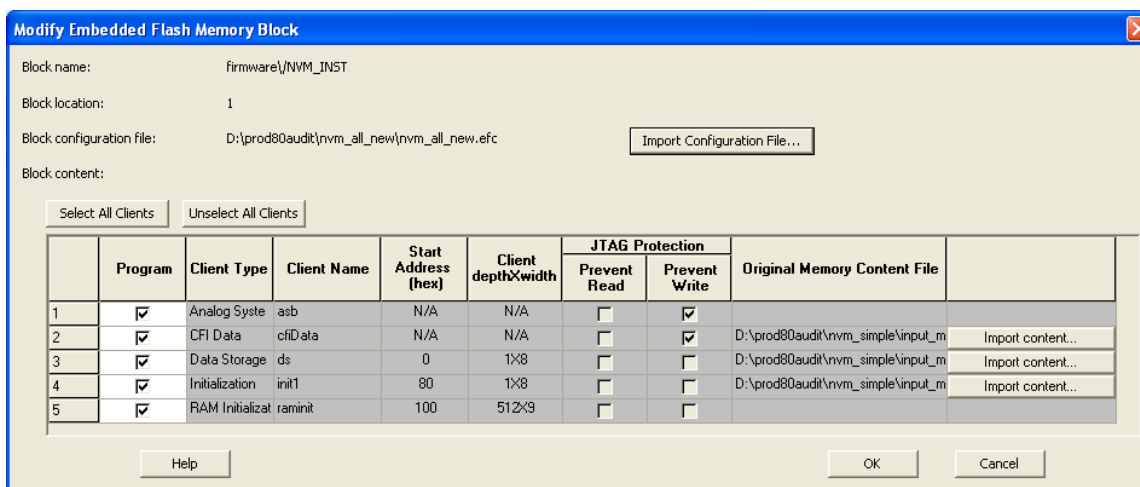 Modify Embedded Flash Memory Block
Block name: firmware\/NVM_INST
Block location: 1
Block configuration file: D:\prod80audit\nvm_all_new\nvm_all_new.efc Import Configuration File...
Block content:
Select All Clients Unselect All Clients
Program Client Type Client Name Start Address (hex) Client depthXwidth JTAG Protection Prevent Read Prevent Write Original Memory Content File
1 Analog Syste asb N/A N/A
2 CFI Data cfiData N/A N/A D:\prod80audit\nvm_simple\input_m Import content...
3 Data Storage ds 0 1X8 D:\prod80audit\nvm_simple\input_m Import content...
4 Initialization init1 80 1X8 D:\prod80audit\nvm_simple\input_m Import content...
5 RAM Initializat raminit 100 512X9
Help OK Cancel